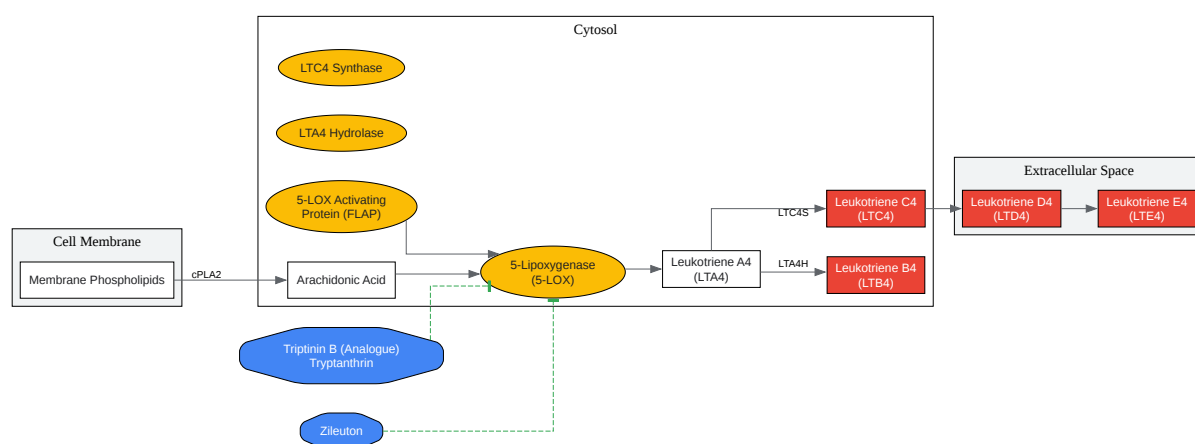 Cytosol
LTC4 Synthase
LTA4 Hydrolase
5-LOX Activating
Protein (FLAP)
Cell Membrane
Membrane Phospholipids
cPLA2
Arachidonic Acid
5-Lipoxygenase
(5-LOX)
Leukotriene A4
(LTA4)
LTC4S
LTA4H
Leukotriene C4
(LTC4)
Leukotriene B4
(LTB4)
Extracellular Space
Leukotriene D4
(LTD4)
Leukotriene E4
(LTE4)
Triptinin B (Analogue)
Tryptanthrin
Zileuton